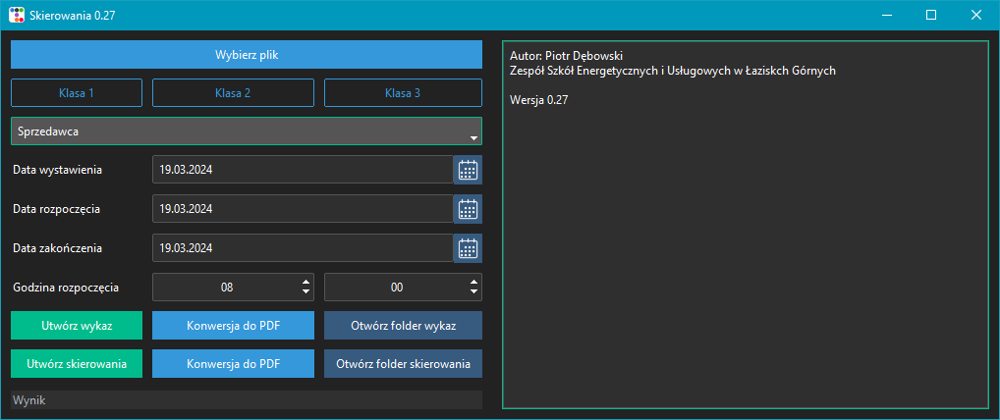 Skierowania 0.27
Wybierz plik
Klasa 1
Klasa 2
Klasa 3
Sprzedawca
Data wystawienia
19.03.2024
Data rozpoczęcia
19.03.2024
Data zakończenia
19.03.2024
Godzina rozpoczęcia
08
00
Utwórz wykaz
Konwersja do PDF
Otwórz folder wykaz
Utwórz skierowania
Konwersja do PDF
Otwórz folder skierowania
Wynik
Autor: Piotr Dębowski
Zespół Szkół Energetycznych i Usługowych w Łaziskch Górnych
Wersja 0.27